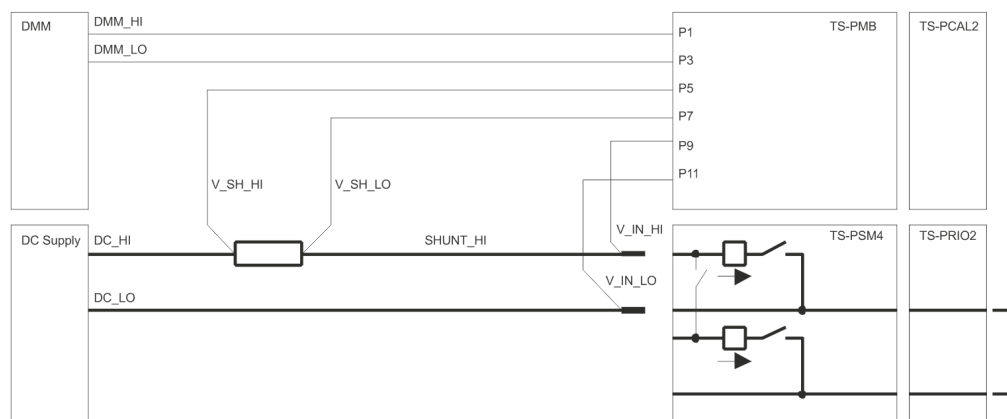 DMM
DMM_HI
DMM_LO
P1
P3
P5
P7
P9
P11
TS-PMB
TS-PCAL2
V_SH_HI
V_SH_LO
DC Supply
DC_HI
SHUNT_HI
V_IN_HI
V_IN_LO
DC_LO
TS-PSM4
TS-PRIO2